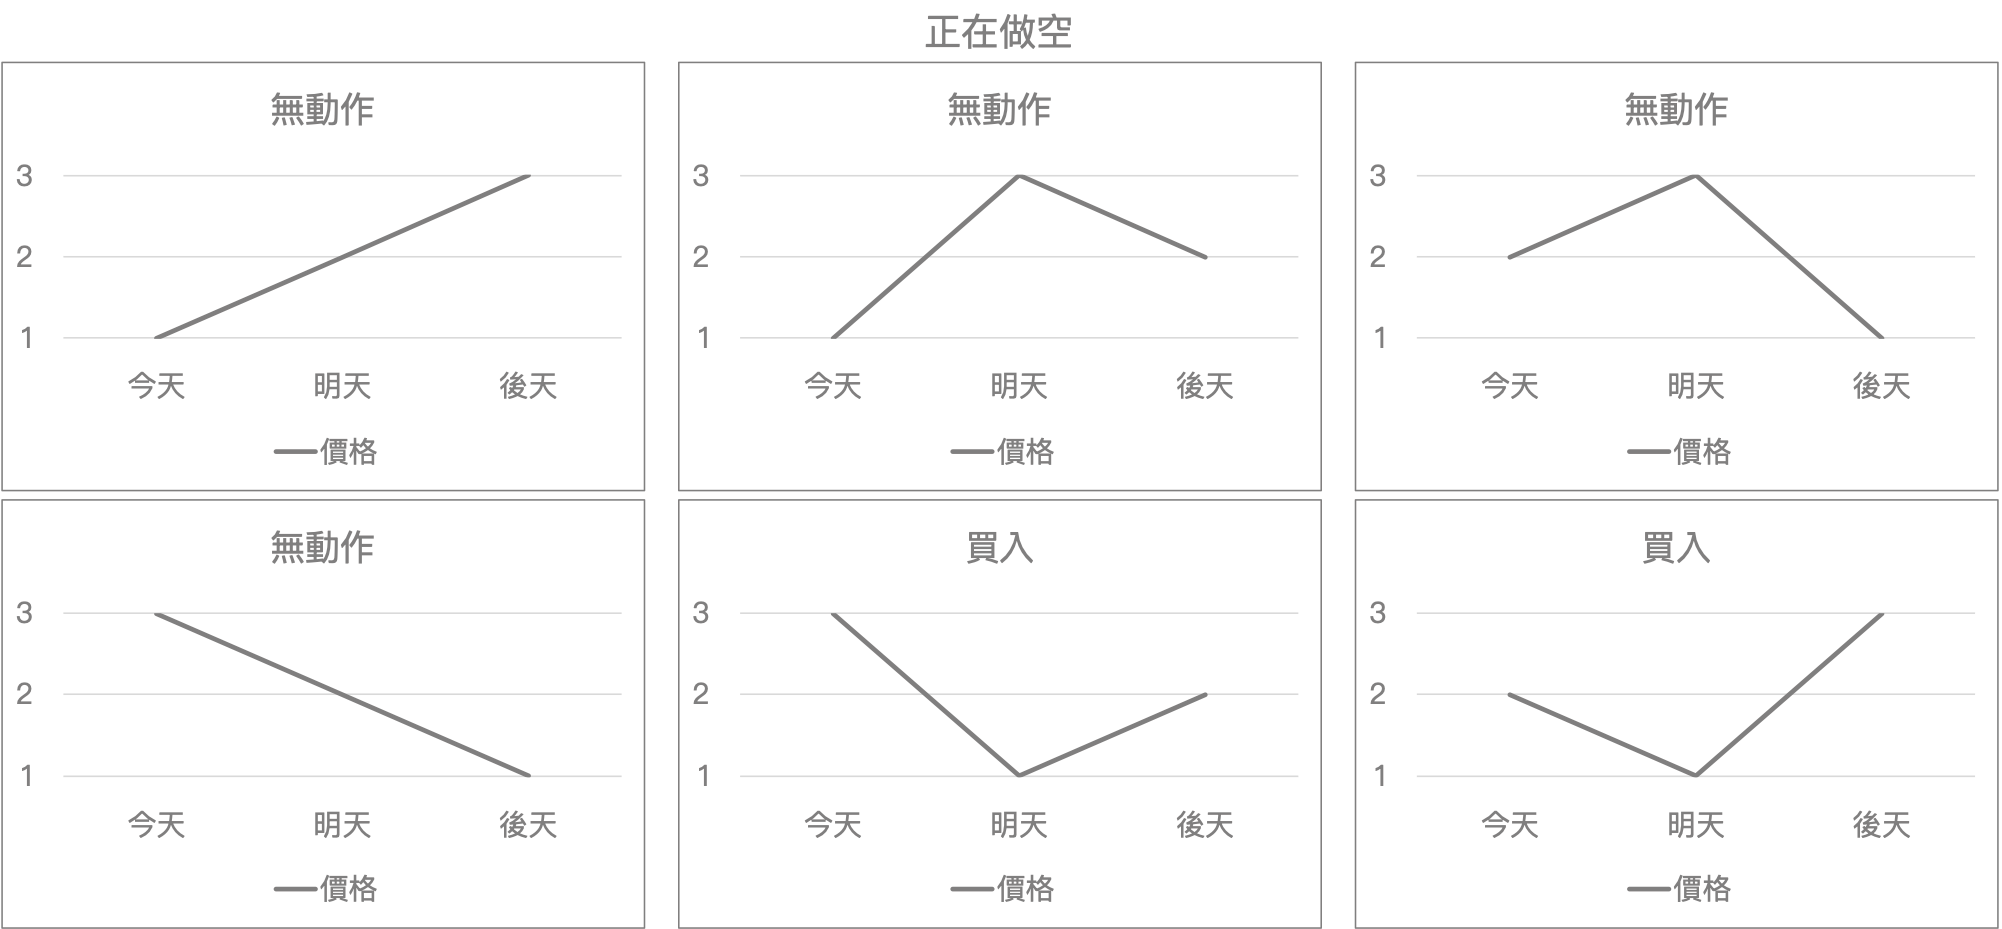 正在做空
無動作
3
2
1
今天 明天 後天
價格
無動作
3
2
1
今天 明天 後天
價格
無動作
3
2
1
今天 明天 後天
價格
無動作
3
2
1
今天 明天 後天
價格
買入
3
2
1
今天 明天 後天
價格
買入
3
2
1
今天 明天 後天
價格